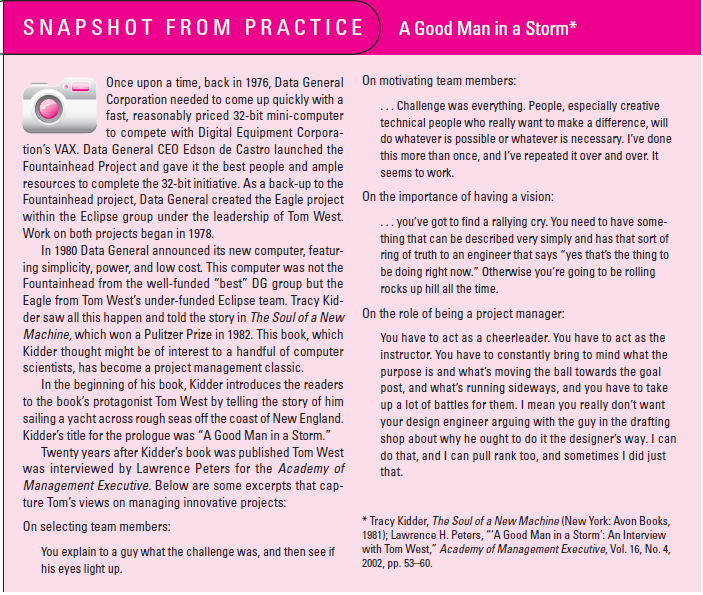 SNAPSHOT FROM PRACTICE
A Good Man in a Storm*
Once upon a time, back in 1976, Data General
Corporation needed to come up quickly with a
fast, reasonably priced 32-bit mini-computer
to compete with Digital Equipment Corpora-
tion's VAX. Data General CEO Edson de Castro launched the
Fountainhead Project and gave it the best people and ample
resources to complete the 32-bit initiative. As a back-up to the
Fountainhead project, Data General created the Eagle project
within the Eclipse group under the leadership of Tom West.
Work on both projects began in 1978.
In 1980 Data General announced its new computer, featur-
ing simplicity, power, and low cost. This computer was not the
Fountainhead from the well-funded "best" DG group but the
Eagle from Tom West's under-funded Eclipse team. Tracy Kid-
der saw all this happen and told the story in The Soul of a New
Machine, which won a Pulitzer Prize in 1982. This book, which
Kidder thought might be of interest to a handful of computer
scientists, has become a project management classic.
In the beginning of his book, Kidder introduces the readers
to the book's protagonist Tom West by telling the story of him
sailing a yacht across rough seas off the coast of New England.
Kidder's title for the prologue was "A Good Man in a Storm."
Twenty years after Kidder's book was published Tom West
was interviewed by Lawrence Peters for the Academy of
Management Executive. Below are some excerpts that cap-
ture Tom's views on managing innovative projects:
On selecting team members:
You explain to a guy what the challenge was, and then see if
his eyes light up.
On motivating team members:
. . . Challenge was everything. People, especially creative
technical people who really want to make a difference, will
do whatever is possible or whatever is necessary. I've done
this more than once, and I've repeated it over and over. It
seems to work.
On the importance of having a vision:
. . . you've got to find a rallying cry. You need to have some-
thing that can be described very simply and has that sort of
ring of truth to an engineer that says "yes that's the thing to
be doing right now." Otherwise you're going to be rolling
rocks up hill all the time.
On the role of being a project manager:
You have to act as a cheerleader. You have to act as the
instructor. You have to constantly bring to mind what the
purpose is and what's moving the ball towards the goal
post, and what's running sideways, and you have to take
up a lot of battles for them. I mean you really don't want
your design engineer arguing with the guy in the drafting
shop about why he ought to do it the designer's way. I can
do that, and I can pull rank too, and sometimes I did just
that.
* Tracy Kidder, The Soul of a New Machine (New York: Avon Books,
1981); Lawrence H. Peters, "'A Good Man in a Storm': An Interview
with Tom West," Academy of Management Executive, Vol. 16, No. 4,
2002, pp. 53–60.